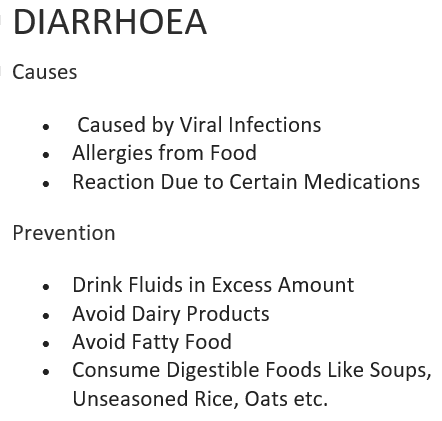 DIARRHOEA
Causes
• Caused by Viral Infections
• Allergies from Food
• Reaction Due to Certain Medications
Prevention
• Drink Fluids in Excess Amount
• Avoid Dairy Products
• Avoid Fatty Food
• Consume Digestible Foods Like Soups,
Unseasoned Rice, Oats etc.